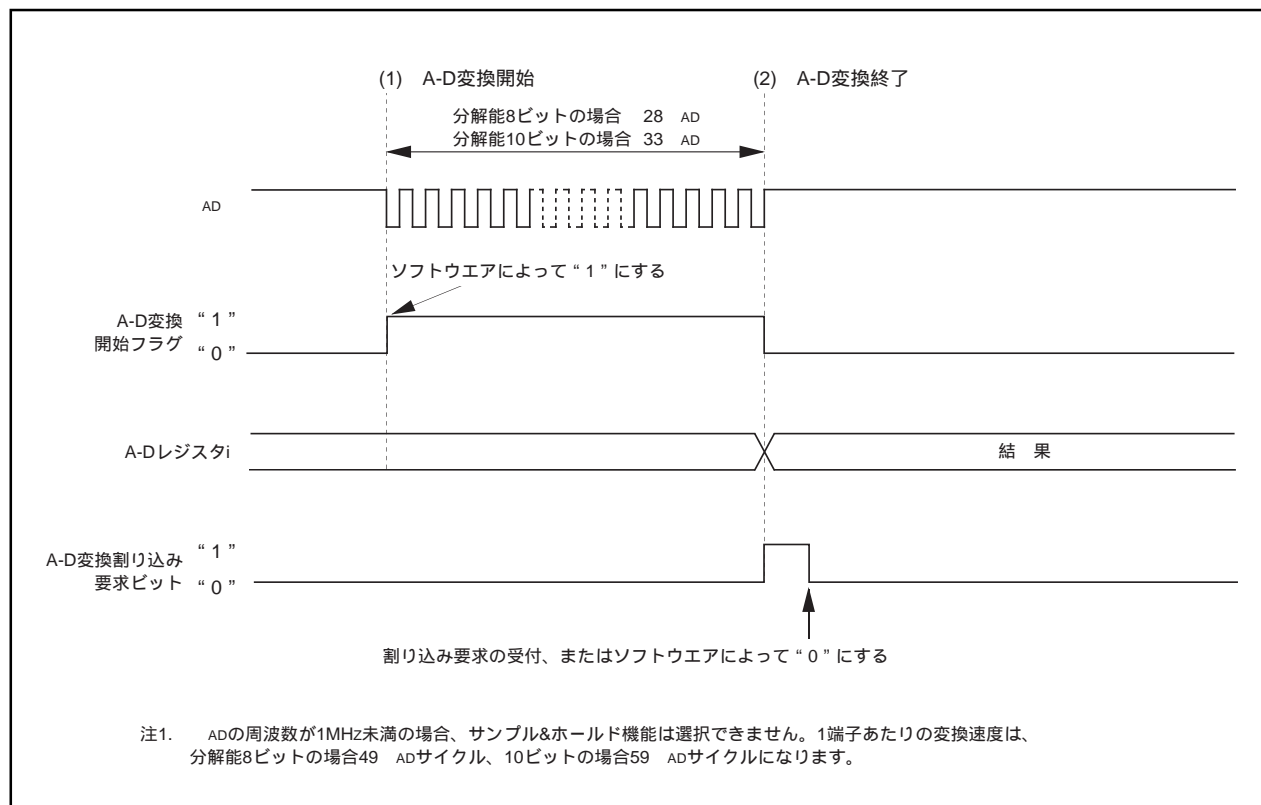 (1) A-D変換開始
(2) A-D変換終了
分解能8ビットの場合 28 AD
分解能10ビットの場合 33 AD
AD
ソフトウエアによって “ 1 ” にする
A-D変換 “ 1 ”
開始フラグ “ 0 ”
A-Dレジスタi
結 果
A-D変換割り込み “ 1 ”
要求ビット “ 0 ”
割り込み要求の受付、またはソフトウエアによって “ 0 ” にする
注1. ADの周波数が1MHz未満の場合、サンプル&ホールド機能は選択できません。1端子あたりの変換速度は、
分解能8ビットの場合49 ADサイクル、10ビットの場合59 ADサイクルになります。